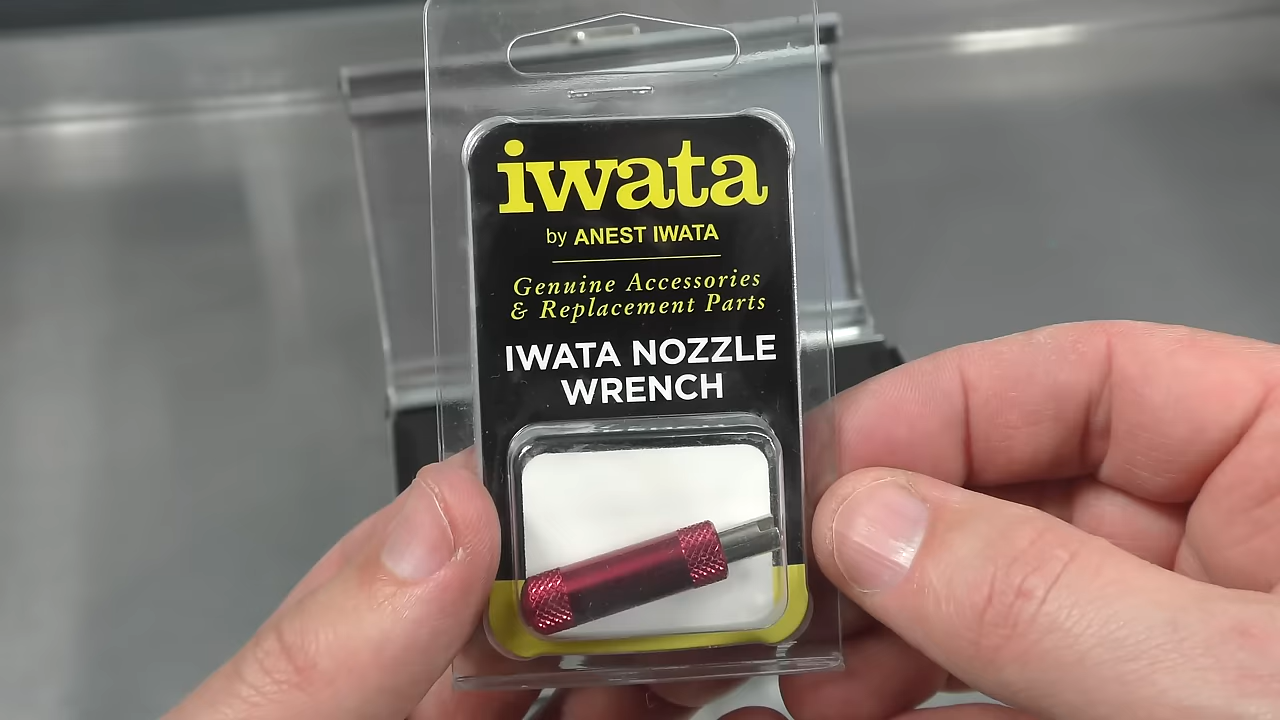 iwata
by ANEST IWATA
Genuine Accessories
& Replacement Parts
IWATA NOZZLE
WRENCH